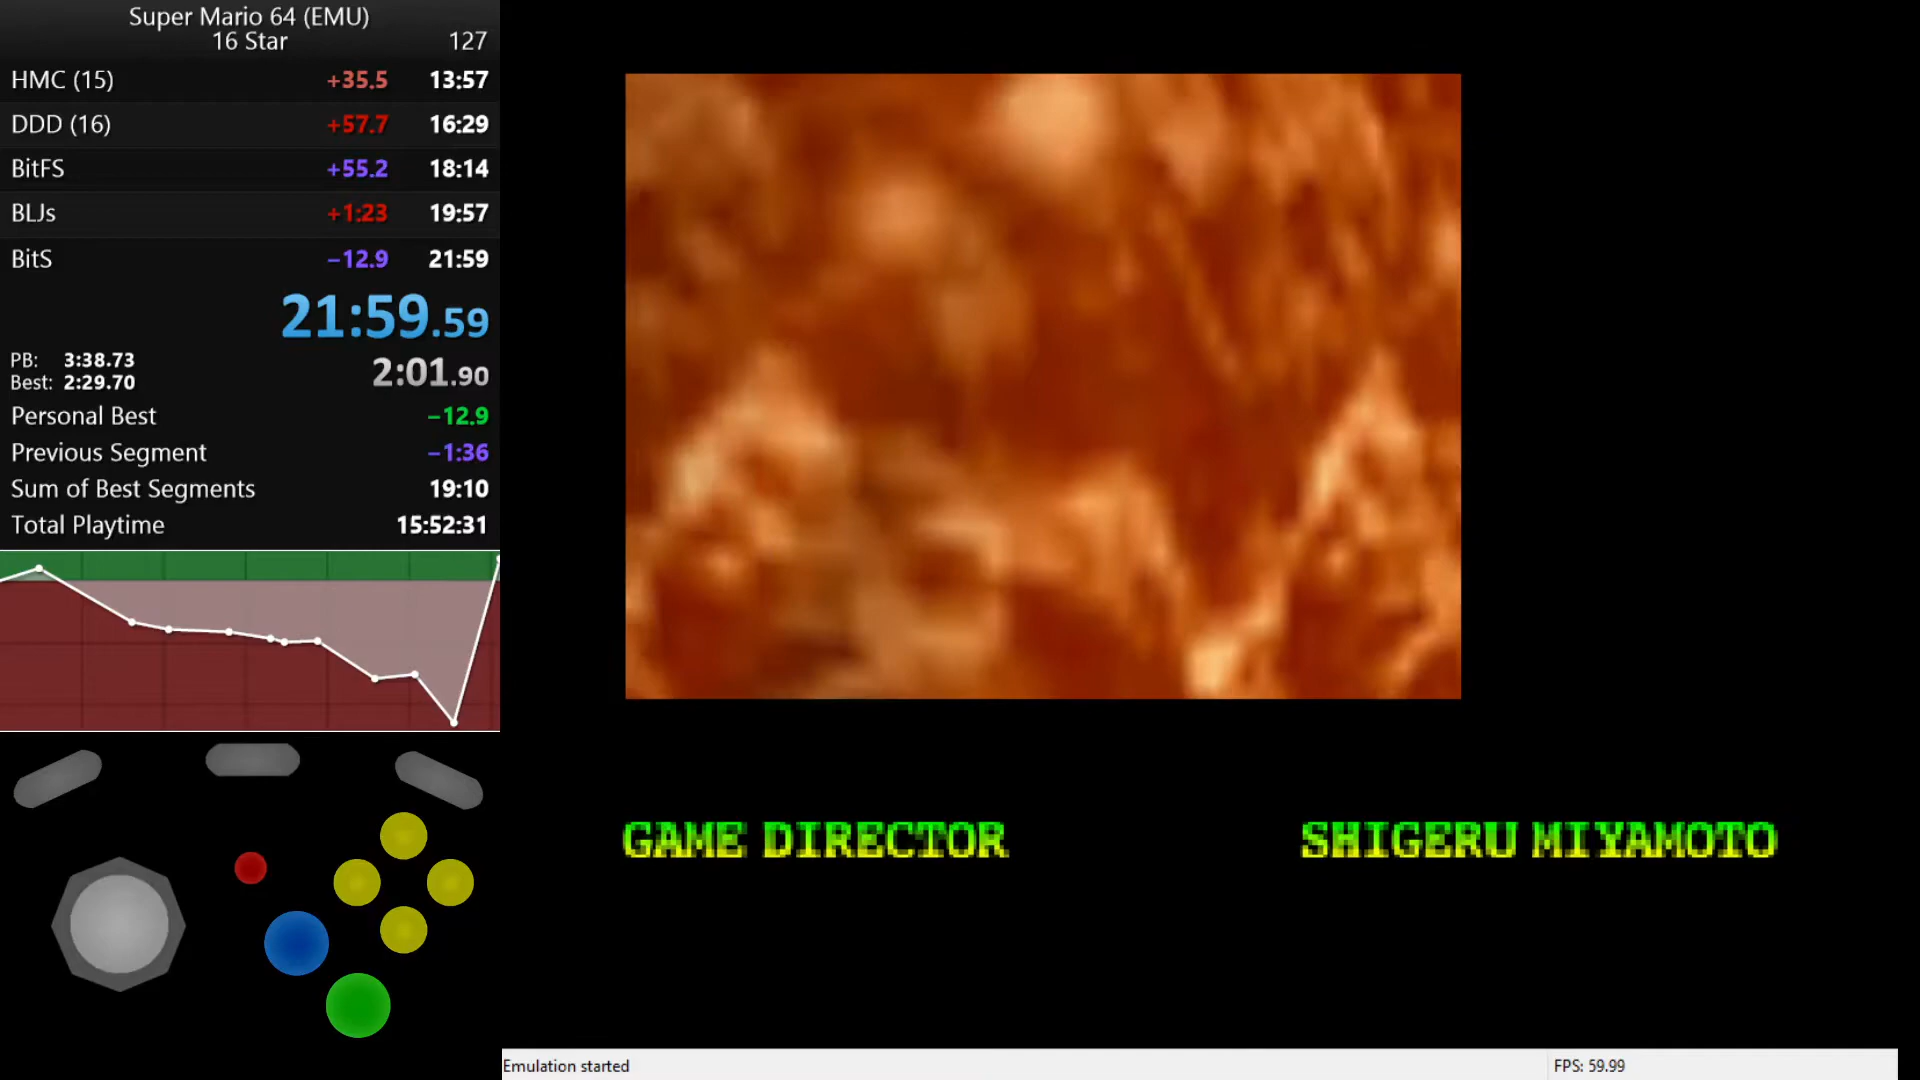 Super Mario 64 (EMU)
16 Star 127
HMC (15) +35.5 13:57
DDD (16) +57.7 16:29
BitFS +55.2 18:14
BLJs +1:23 19:57
BitS −12.9 21:59
21:59.59
PB: 3:38.73
Best: 2:29.70
2:01.90
Personal Best −12.9
Previous Segment −1:36
Sum of Best Segments 19:10
Total Playtime 15:52:31
GAME DIRECTOR SHIGERU MIYAMOTO
Emulation started FPS: 59.99